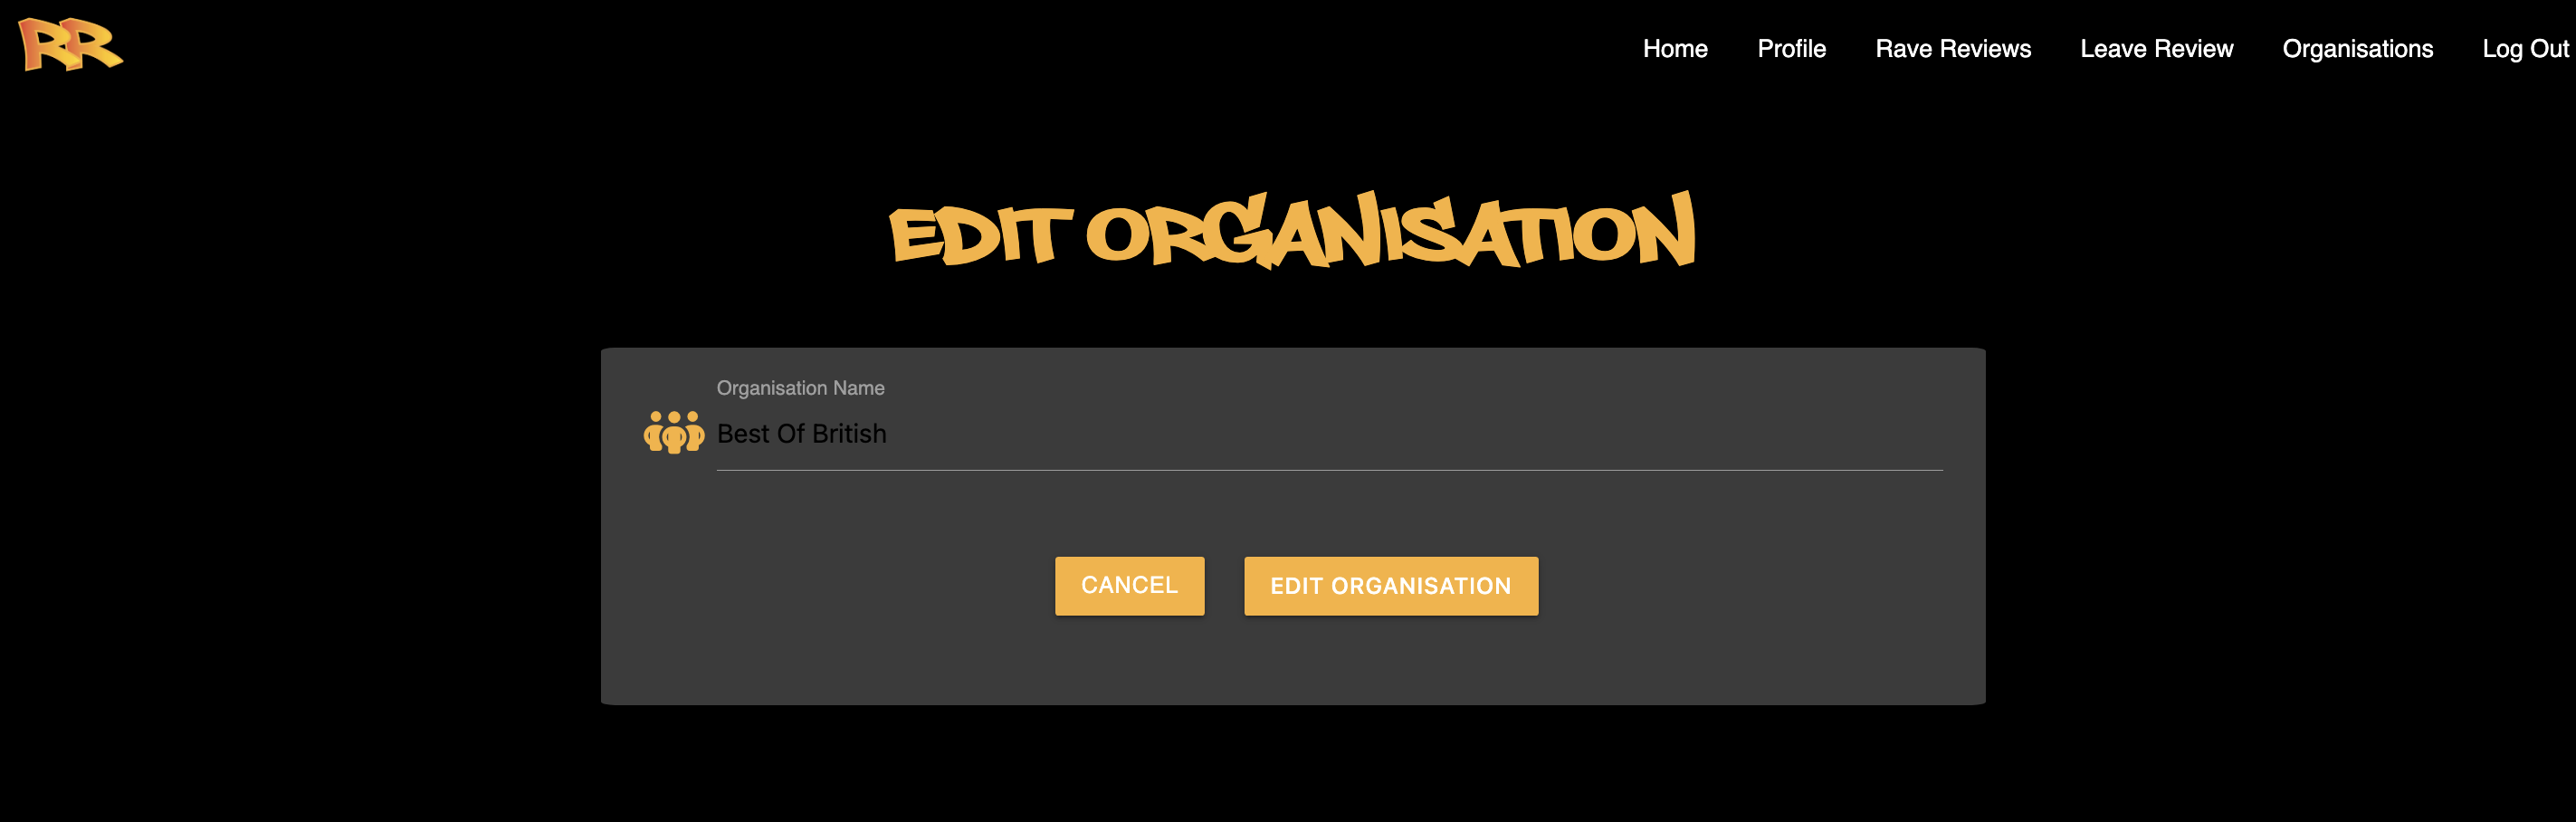 RR
Home Profile Rave Reviews Leave Review Organisations Log Out
EDIT ORGANISATION
Organisation Name
Best Of British
CANCEL EDIT ORGANISATION